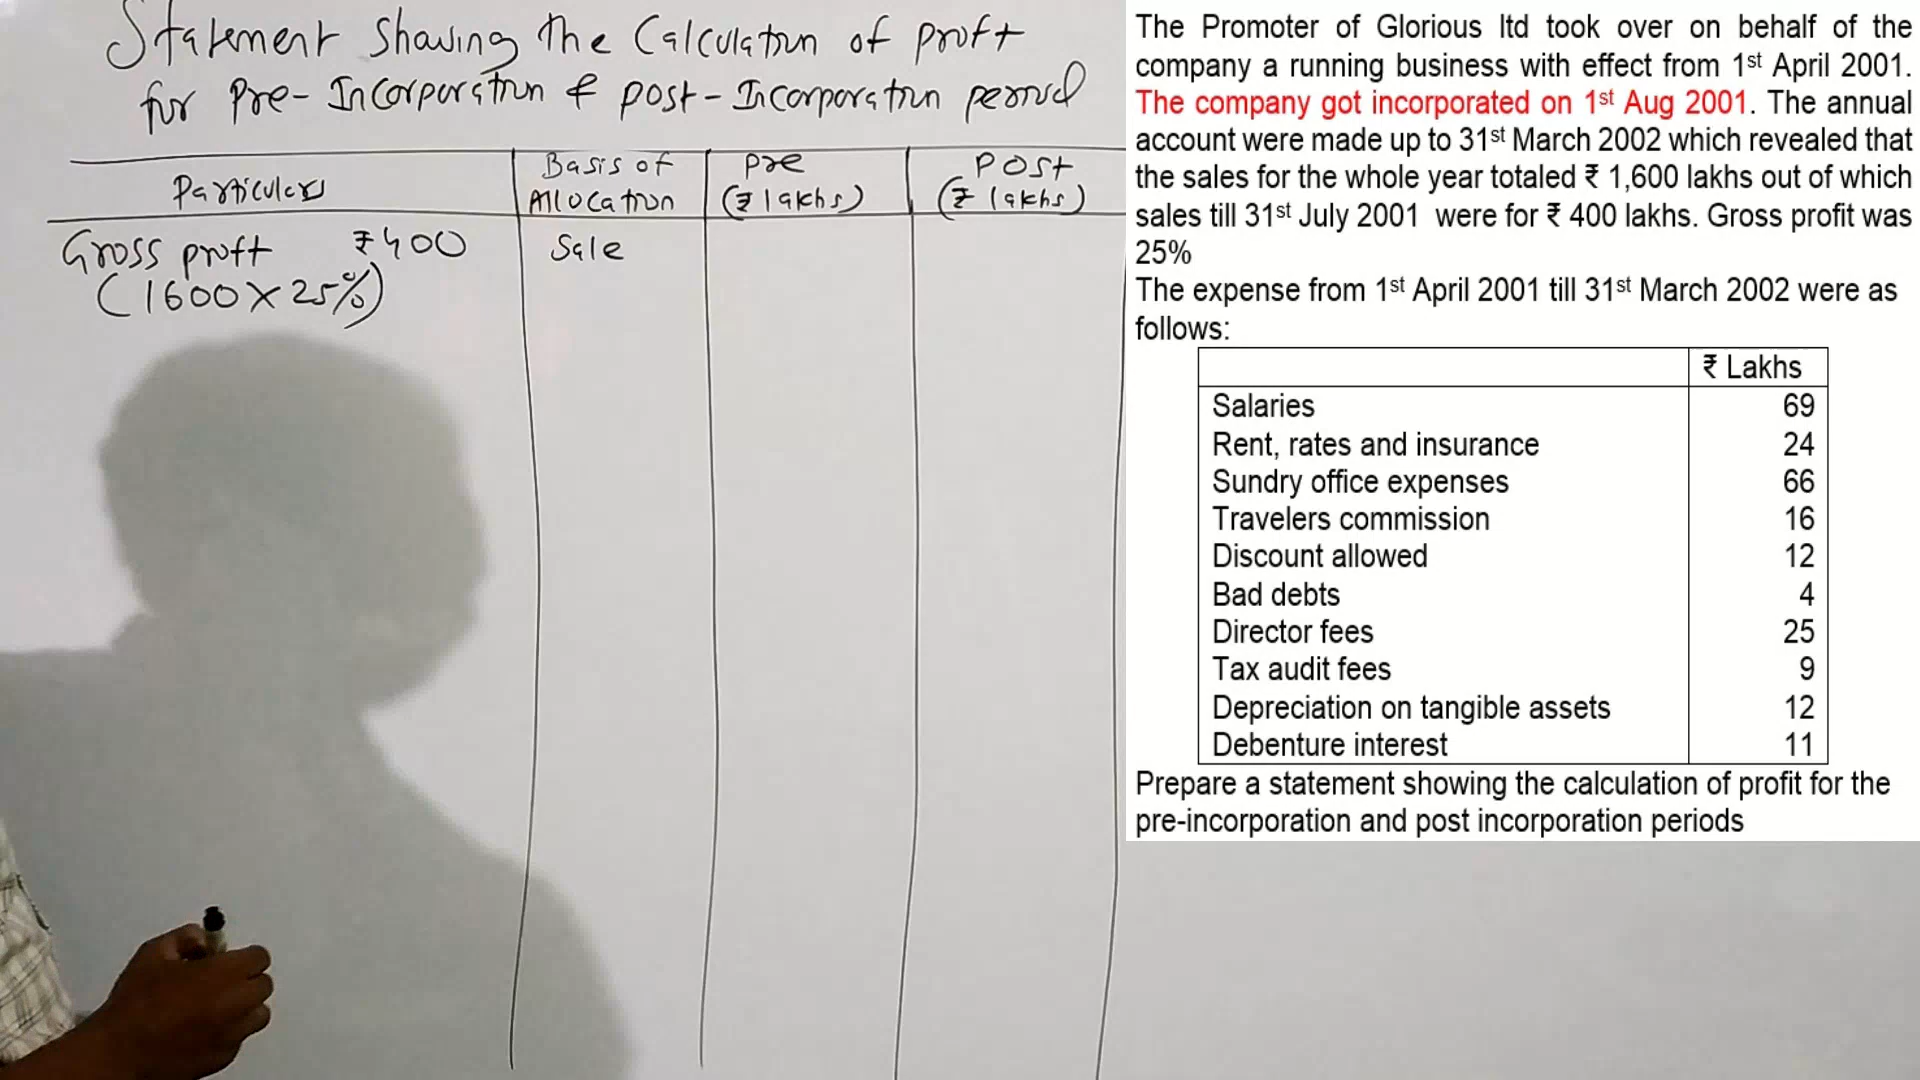 Statement showing the Calculation of profit
for Pre-Incorporation & post-Incorporation period
Particulars
Basis of
Allocation
Pre
(₹ lakhs)
Post
(₹ lakhs)
Gross profit ₹400
Sale
(1600 × 25%)
The Promoter of Glorious ltd took over on behalf of the
company a running business with effect from 1st April 2001.
The company got incorporated on 1st Aug 2001. The annual
account were made up to 31st March 2002 which revealed that
the sales for the whole year totaled ₹ 1,600 lakhs out of which
sales till 31st July 2001 were for ₹ 400 lakhs. Gross profit was
25%
The expense from 1st April 2001 till 31st March 2002 were as
follows:
₹ Lakhs
Salaries 69
Rent, rates and insurance 24
Sundry office expenses 66
Travelers commission 16
Discount allowed 12
Bad debts 4
Director fees 25
Tax audit fees 9
Depreciation on tangible assets 12
Debenture interest 11
Prepare a statement showing the calculation of profit for the
pre-incorporation and post incorporation periods